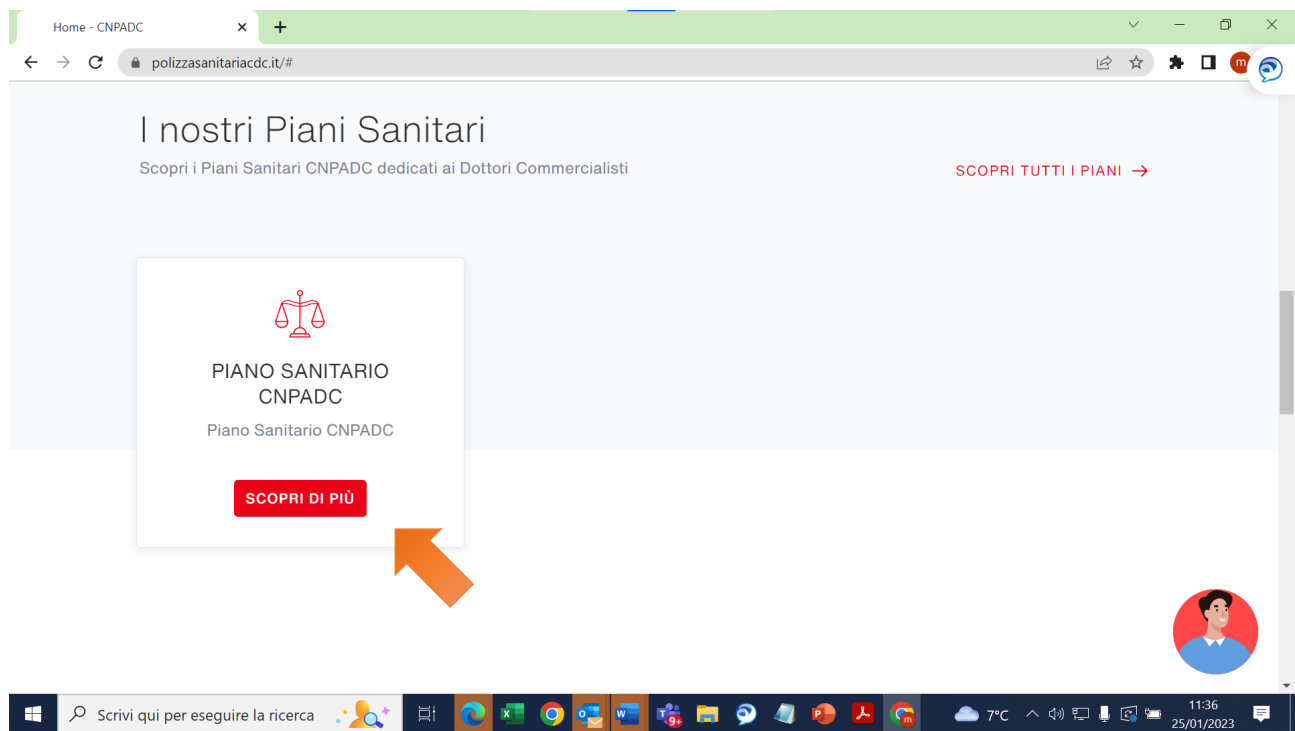 Home - CNPADC
polizzasanitariacdc.it/#
m
I nostri Piani Sanitari
Scopri i Piani Sanitari CNPADC dedicati ai Dottori Commercialisti
SCOPRI TUTTI I PIANI →
PIANO SANITARIO
CNPADC
Piano Sanitario CNPADC
SCOPRI DI PIÙ
Scrivi qui per eseguire la ricerca
9+
7°C
11:36
25/01/2023